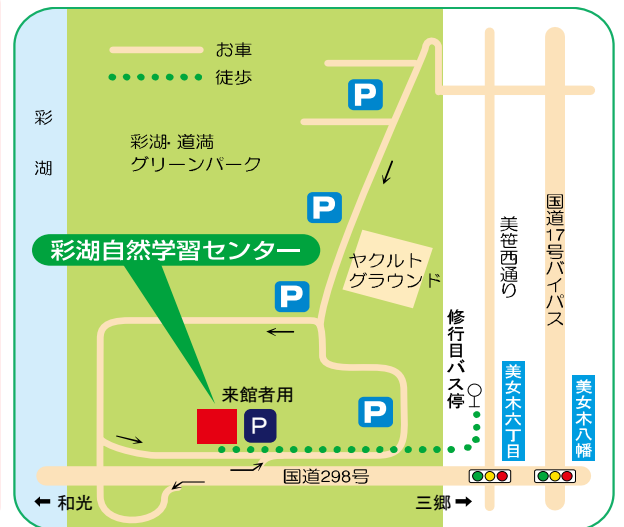 お車
徒歩
P
彩湖
彩湖・道満
グリーンパーク
P
国道17号バイパス
美笹西通り
彩湖自然学習センター
ヤクルト
グラウンド
P
修行目バス停
美女木六丁目
美女木八幡
来館者用
P
P
国道298号
和光
三郷